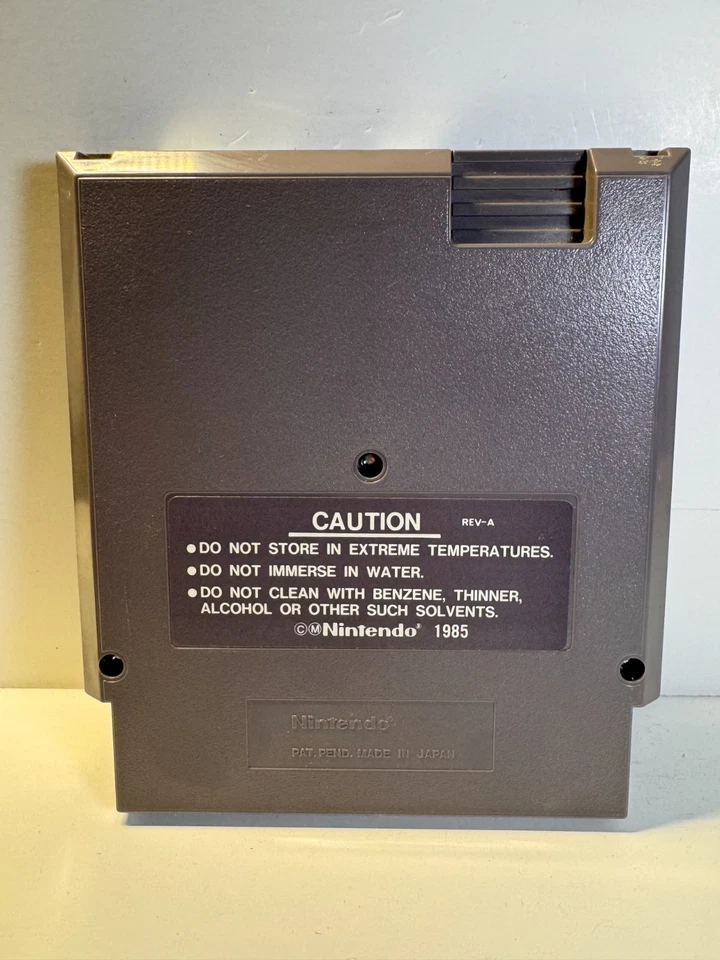 CAUTION REV-A
●DO NOT STORE IN EXTREME TEMPERATURES.
●DO NOT IMMERSE IN WATER.
●DO NOT CLEAN WITH BENZENE, THINNER,
ALCOHOL OR OTHER SUCH SOLVENTS.
©Ⓜ Nintendo® 1985
Nintendo®
PAT. PEND. MADE IN JAPAN